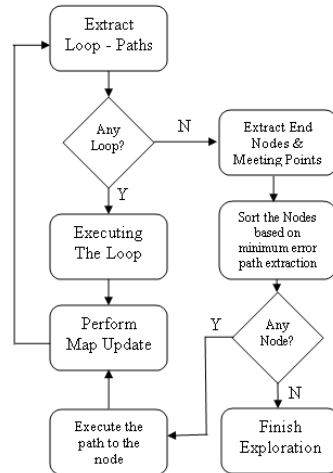 Extract
Loop - Paths
Any
Loop?
N
Y
Extract End
Nodes &
Meeting Points
Executing
The Loop
Sort the Nodes
based on
minimum error
path extraction
Perform
Map Update
Y
Any
Node?
N
Execute the
path to the
node
Finish
Exploration